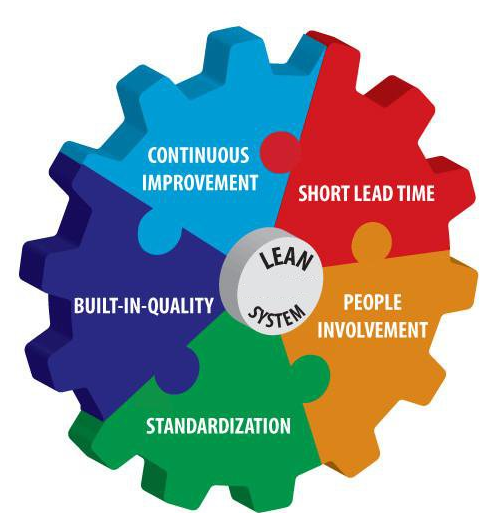 CONTINUOUS
IMPROVEMENT
SHORT LEAD TIME
LEAN
SYSTEM
BUILT-IN-QUALITY
PEOPLE
INVOLVEMENT
STANDARDIZATION